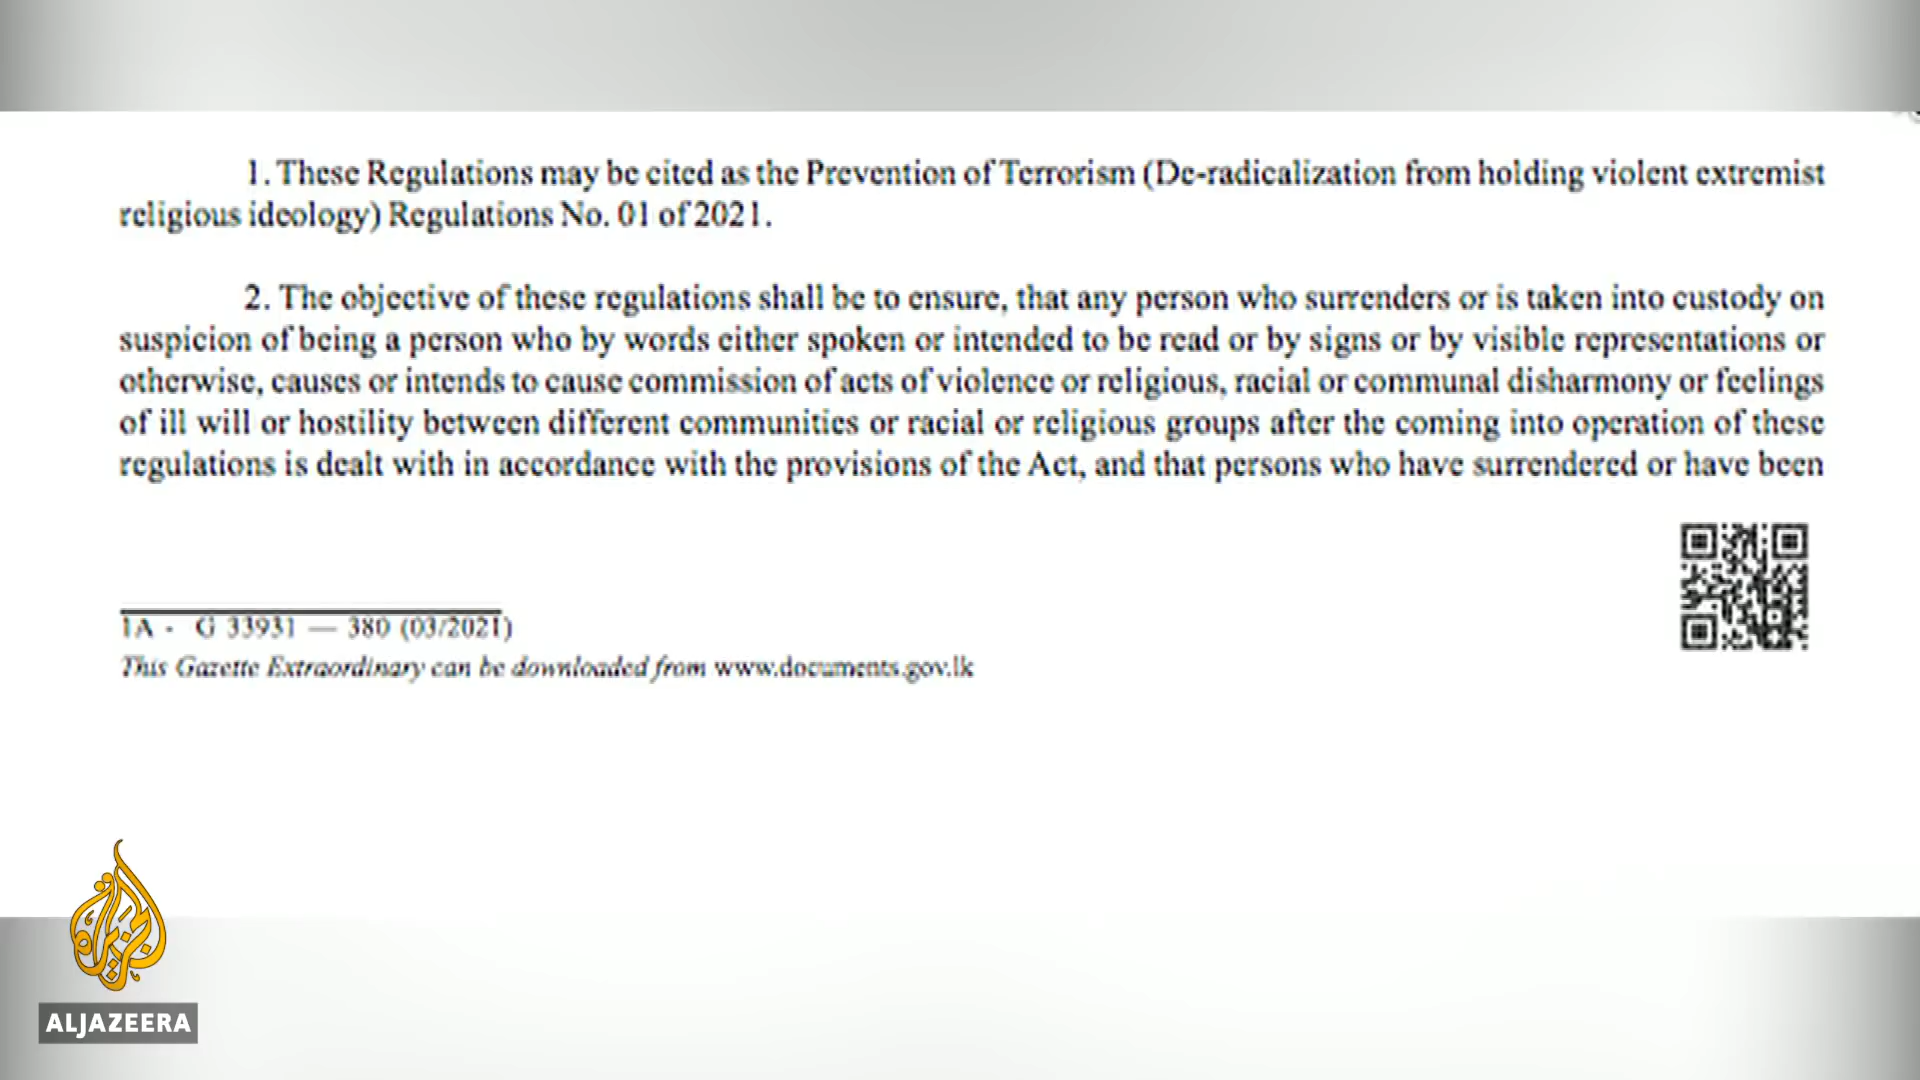 1. These Regulations may be cited as the Prevention of Terrorism (De-radicalization from holding violent extremist
religious ideology) Regulations No. 01 of 2021.
2. The objective of these regulations shall be to ensure, that any person who surrenders or is taken into custody on
suspicion of being a person who by words either spoken or intended to be read or by signs or by visible representations or
otherwise, causes or intends to cause commission of acts of violence or religious, racial or communal disharmony or feelings
of ill will or hostility between different communities or racial or religious groups after the coming into operation of these
regulations is dealt with in accordance with the provisions of the Act, and that persons who have surrendered or have been
1A - G 33931 — 380 (03/2021)
This Gazette Extraordinary can be downloaded from www.documents.gov.lk
الجزيرة
ALJAZEERA